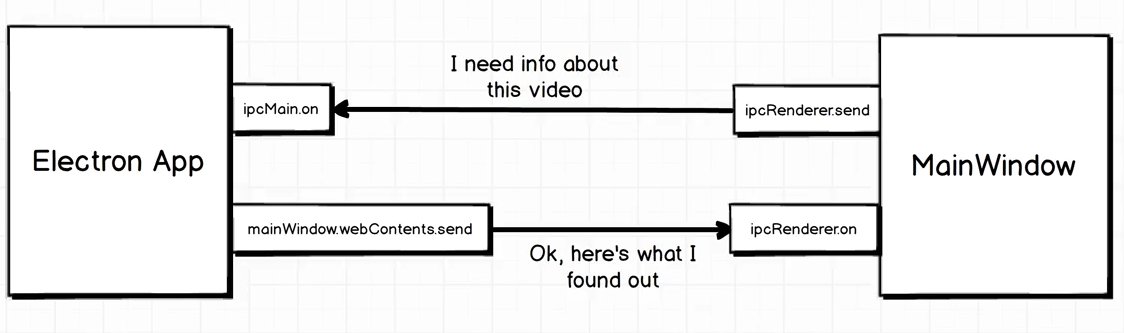 I need info about
this video
ipcMain.on
ipcRenderer.send
Electron App
MainWindow
mainWindow.webContents.send
ipcRenderer.on
Ok, here's what I
found out